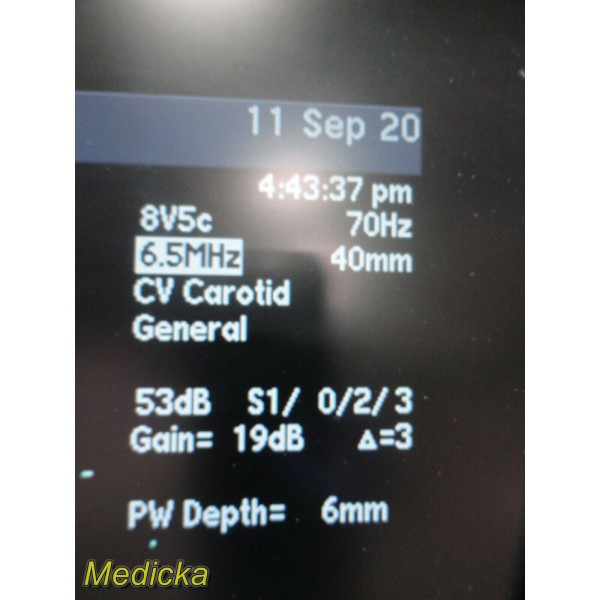 11 Sep 20
4:43:37 pm
8V5c 70Hz
6.5MHz 40mm
CV Carotid
General
53dB S1/ 0/2/3
Gain= 19dB Δ=3
PW Depth= 6mm
Medicka